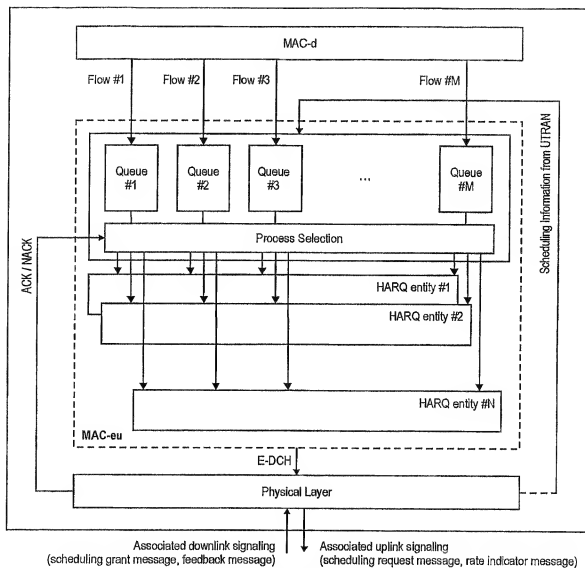 MAC-d
Flow #1
Flow #2
Flow #3
Flow #M
Queue #1
Queue #2
Queue #3
...
Queue #M
Process Selection
HARQ entity #1
HARQ entity #2
HARQ entity #N
MAC-eu
ACK / NACK
Scheduling Information from UTRAN
E-DCH
Physical Layer
Associated downlink signaling
(scheduling grant message, feedback message)
Associated uplink signaling
(scheduling request message, rate indicator message)